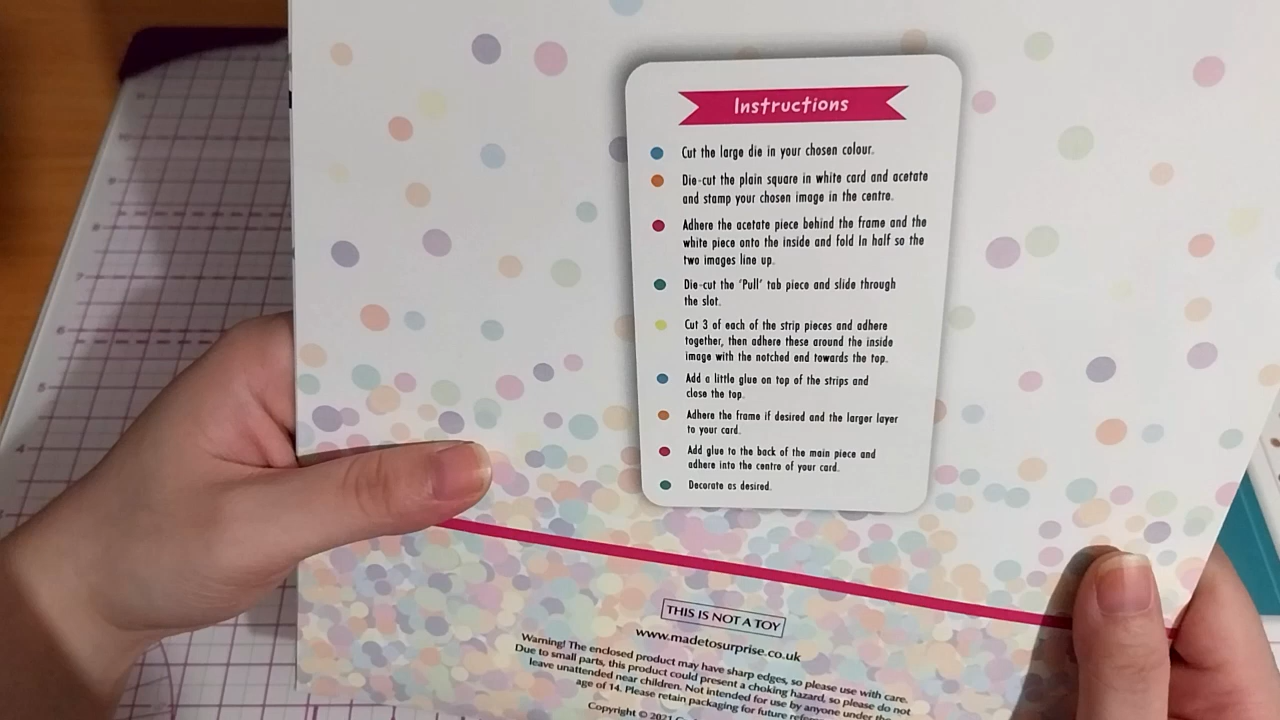 Instructions
Cut the large die in your chosen colour.
Die-cut the plain square in white card and acetate
and stamp your chosen image in the centre.
Adhere the acetate piece behind the frame and the
white piece onto the inside and fold In half so the
two images line up.
Die-cut the 'Pull' tab piece and slide through
the slot.
Cut 3 of each of the strip pieces and adhere
together, then adhere these around the inside
image with the notched end towards the top.
Add a little glue on top of the strips and
close the top.
Adhere the frame if desired and the larger layer
to your card.
Add glue to the back of the main piece and
adhere into the centre of your card.
Decorate as desired.
THIS IS NOT A TOY
www.madetosurprise.co.uk
Warning! The enclosed product may have sharp edges, so please use with care.
Due to small parts, this product could present a choking hazard, so please do not
leave unattended near children. Not intended for use by anyone under the
age of 14. Please retain packaging for future
Copyright © 2021
7
6
5
4